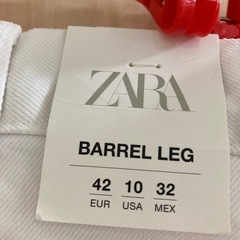 ZARA
BARREL LEG
42 10 32
EUR USA MEX